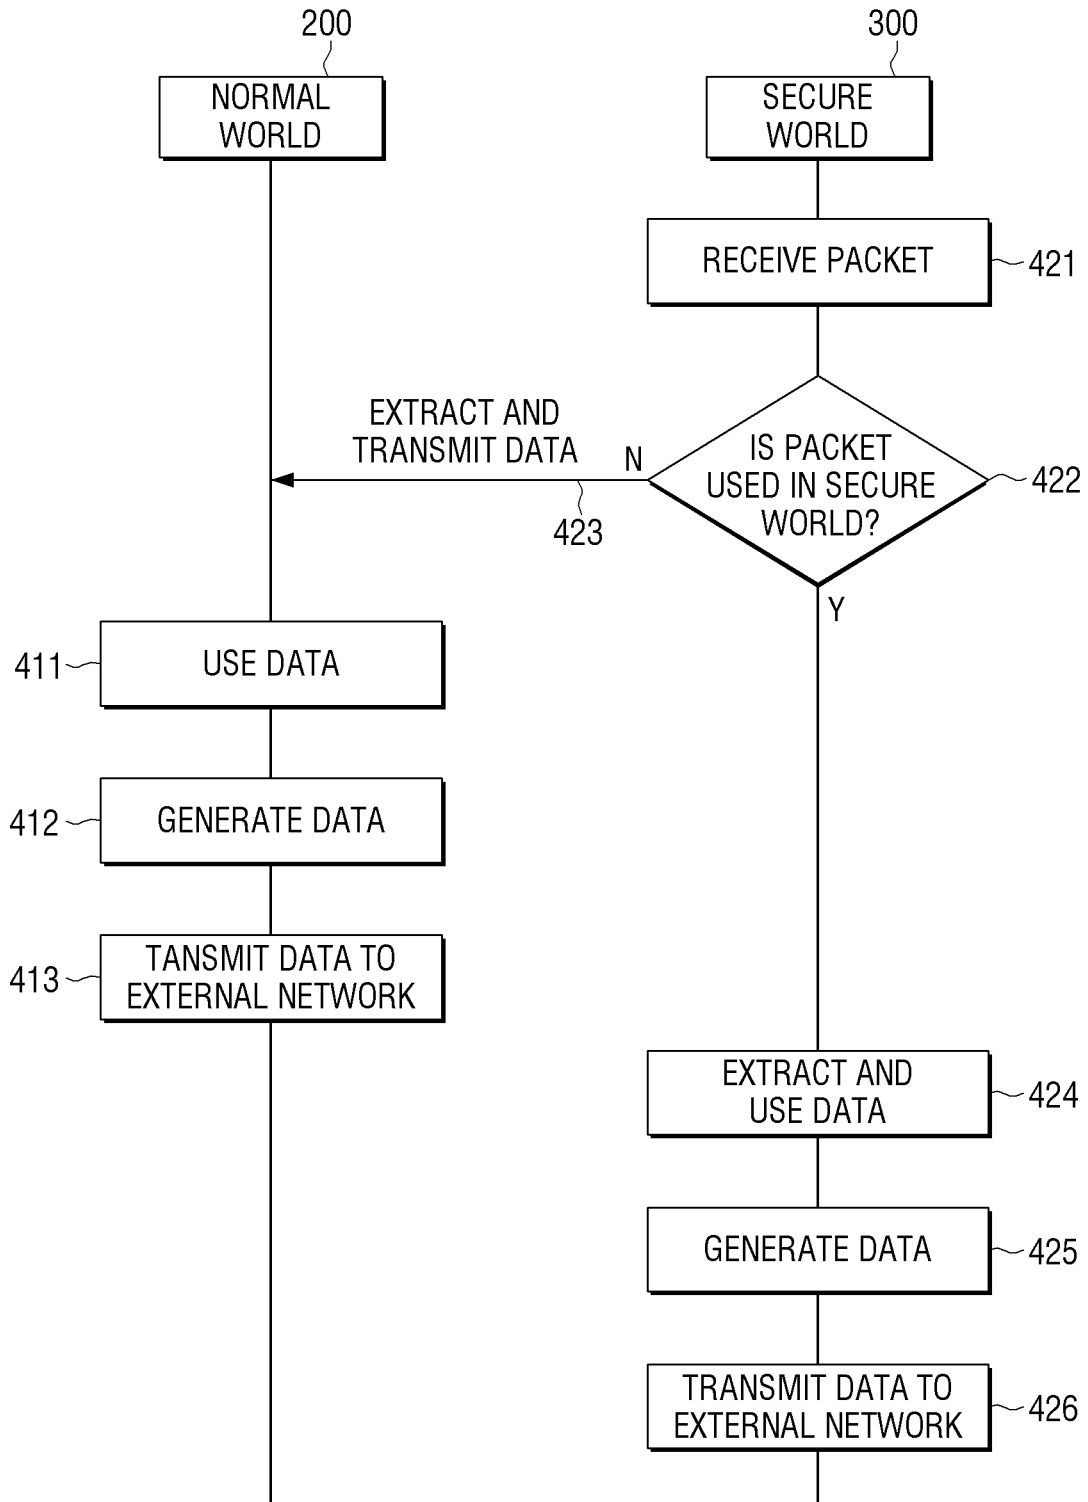 200
300
NORMAL
WORLD
SECURE
WORLD
RECEIVE PACKET
421
EXTRACT AND
TRANSMIT DATA
N
IS PACKET
USED IN SECURE
WORLD?
422
423
Y
411
USE DATA
412
GENERATE DATA
413
TANSMIT DATA TO
EXTERNAL NETWORK
EXTRACT AND
USE DATA
424
GENERATE DATA
425
TRANSMIT DATA TO
EXTERNAL NETWORK
426